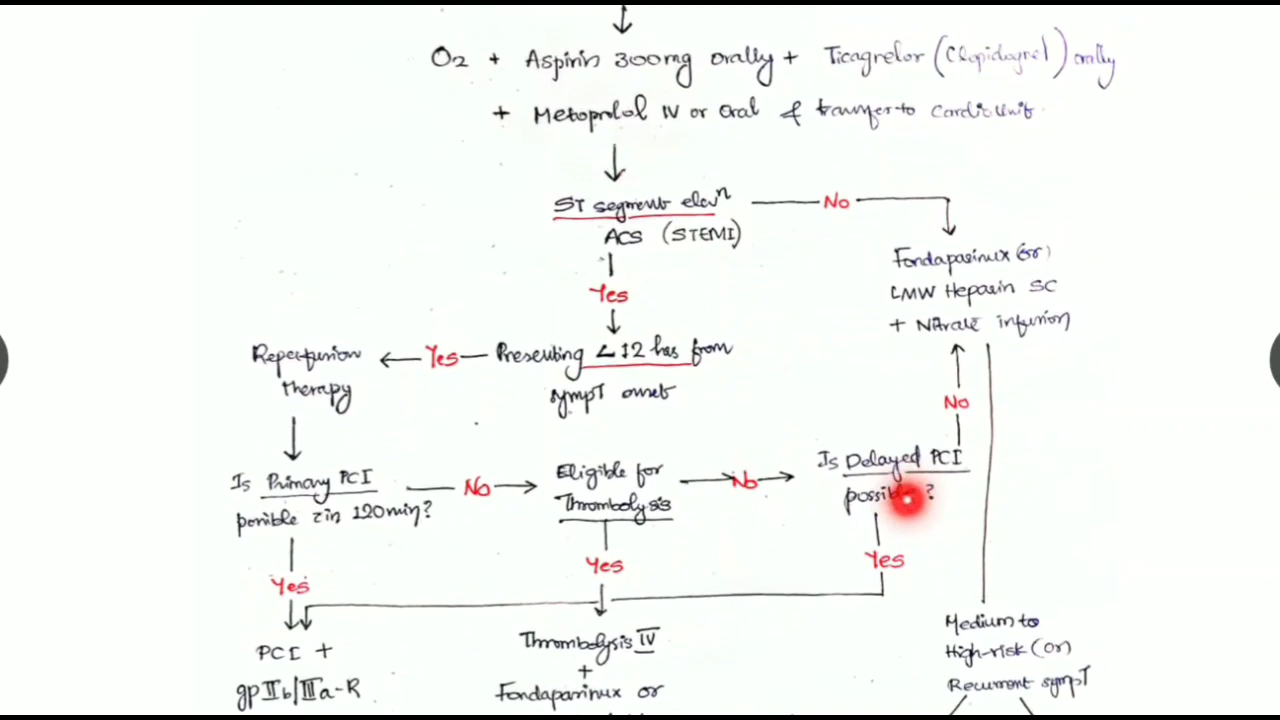 O2 + Aspirin 300mg orally + Ticagrelor (Clopidogrel) orally
+ Metoprolol IV or Oral & transfer to Cardio Unit
ST segment elevn
ACS (STEMI)
No
Yes
Fondaparinux (or)
LMW Heparin SC
+ Nitrate infusion
Presenting < 12 hrs from
sympT onset
Yes
Reperfusion
therapy
No
Is Primary PCI
possible in 120min?
No
Eligible for
Thrombolysis
No
Is Delayed PCI
possible ?
Yes
Yes
Yes
PCI +
gp IIb/IIIa-R
Thrombolysis IV
+
Fondaparinux or
Medium to
High-risk (or)
Recurrent sympT